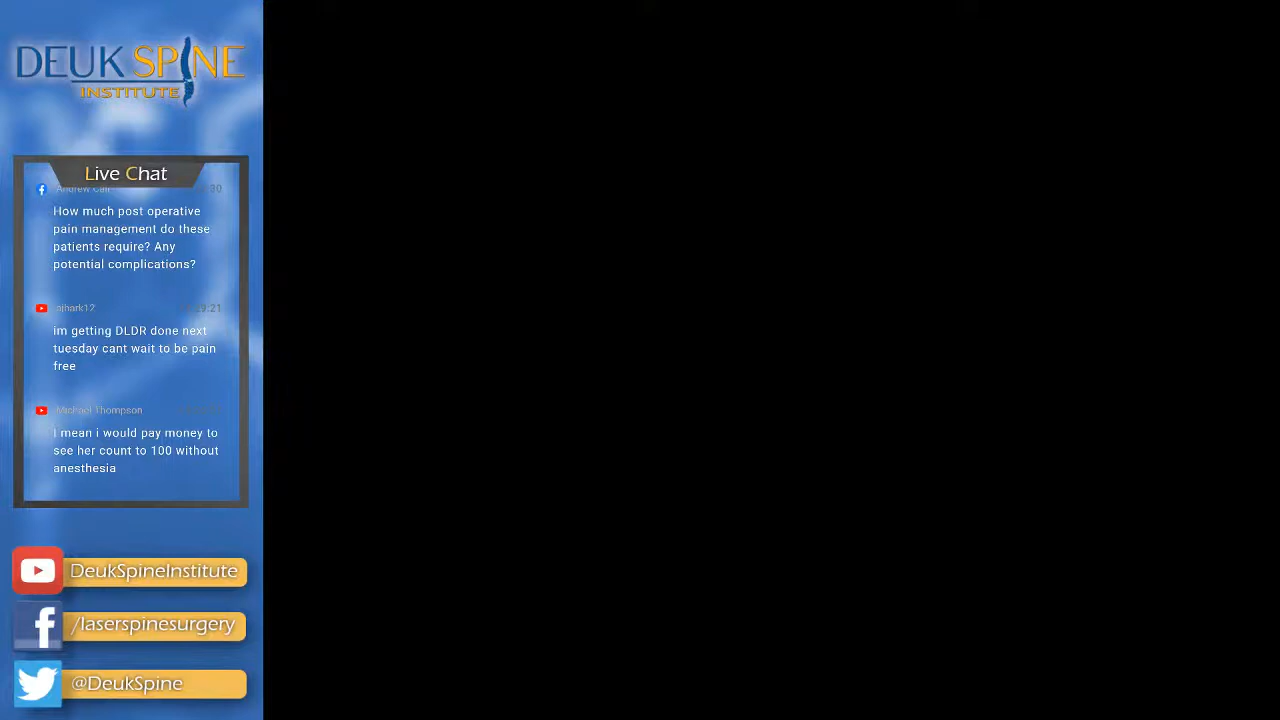 DEUK SPINE
INSTITUTE
Live Chat
Andrew
How much post operative
pain management do these
patients require? Any
potential complications?
ajhark12
im getting DLDR done next
tuesday cant wait to be pain
free
Michael Thompson
I mean i would pay money to
see her count to 100 without
anesthesia
DeukSpineInstitute
/laserspinesurgery
@DeukSpine